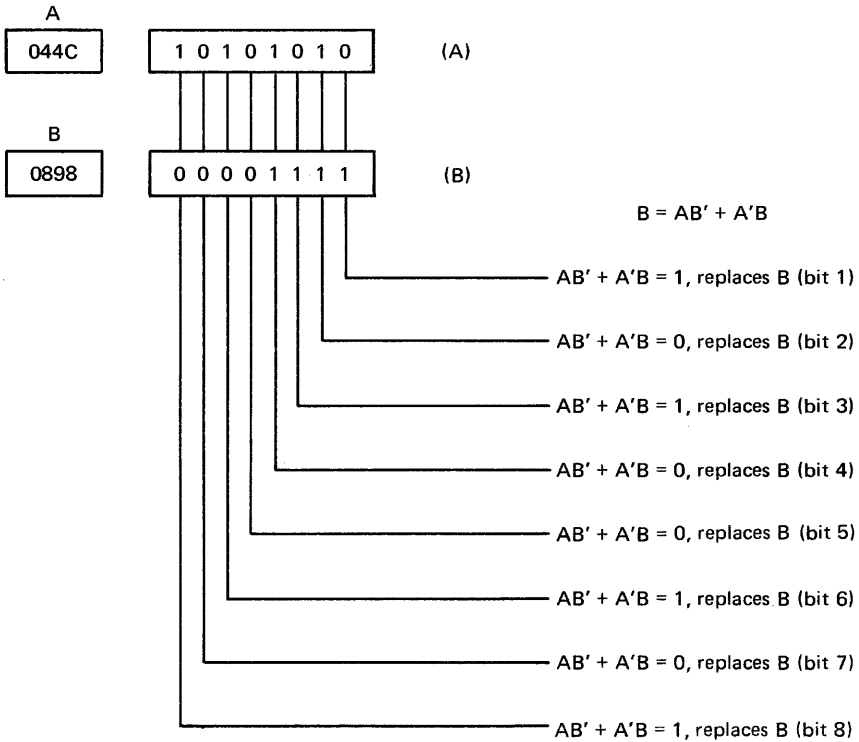 A
044C 1 0 1 0 1 0 1 0 (A)
B
0898 0 0 0 0 1 1 1 1 (B)
B = AB′ + A′B
AB′ + A′B = 1, replaces B (bit 1)
AB′ + A′B = 0, replaces B (bit 2)
AB′ + A′B = 1, replaces B (bit 3)
AB′ + A′B = 0, replaces B (bit 4)
AB′ + A′B = 0, replaces B (bit 5)
AB′ + A′B = 1, replaces B (bit 6)
AB′ + A′B = 0, replaces B (bit 7)
AB′ + A′B = 1, replaces B (bit 8)